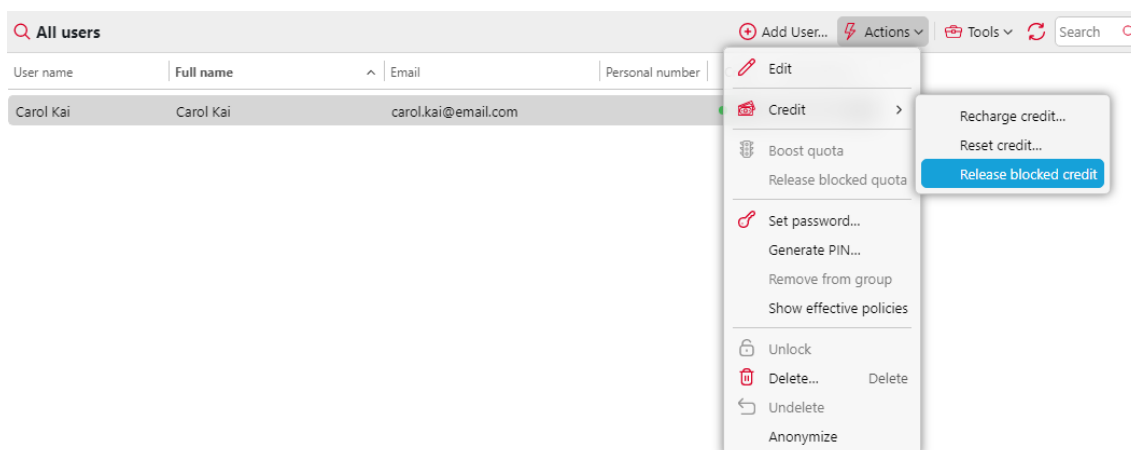 All users
Add User...
Actions
Tools
Search
User name
Full name
Email
Personal number
Carol Kai
Carol Kai
carol.kai@email.com
Edit
Credit
Recharge credit...
Reset credit...
Release blocked credit
Boost quota
Release blocked quota
Set password...
Generate PIN...
Remove from group
Show effective policies
Unlock
Delete... Delete
Undelete
Anonymize